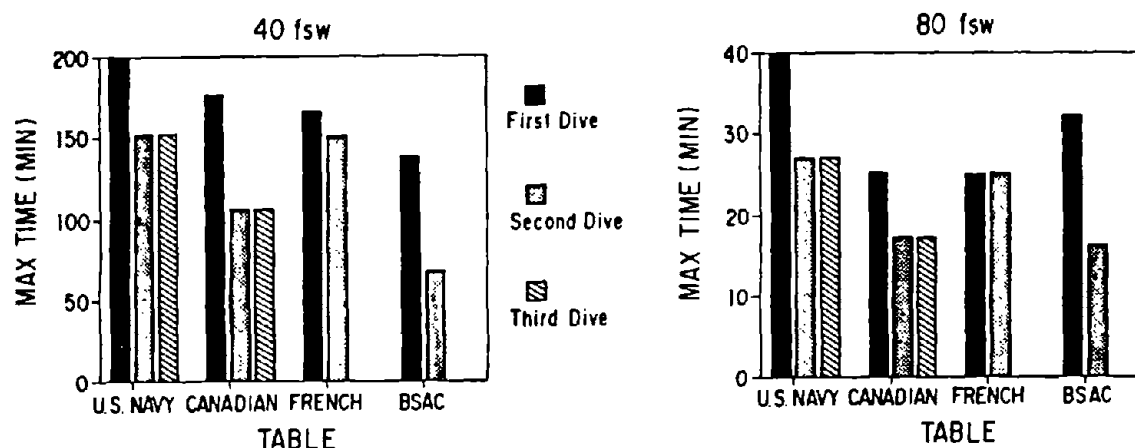 40 fsw
MAX TIME (MIN)
200
150
100
50
0
U.S. NAVY CANADIAN FRENCH BSAC
TABLE
First Dive
Second Dive
Third Dive
80 fsw
MAX TIME (MIN)
40
30
20
10
0
U.S. NAVY CANADIAN FRENCH BSAC
TABLE